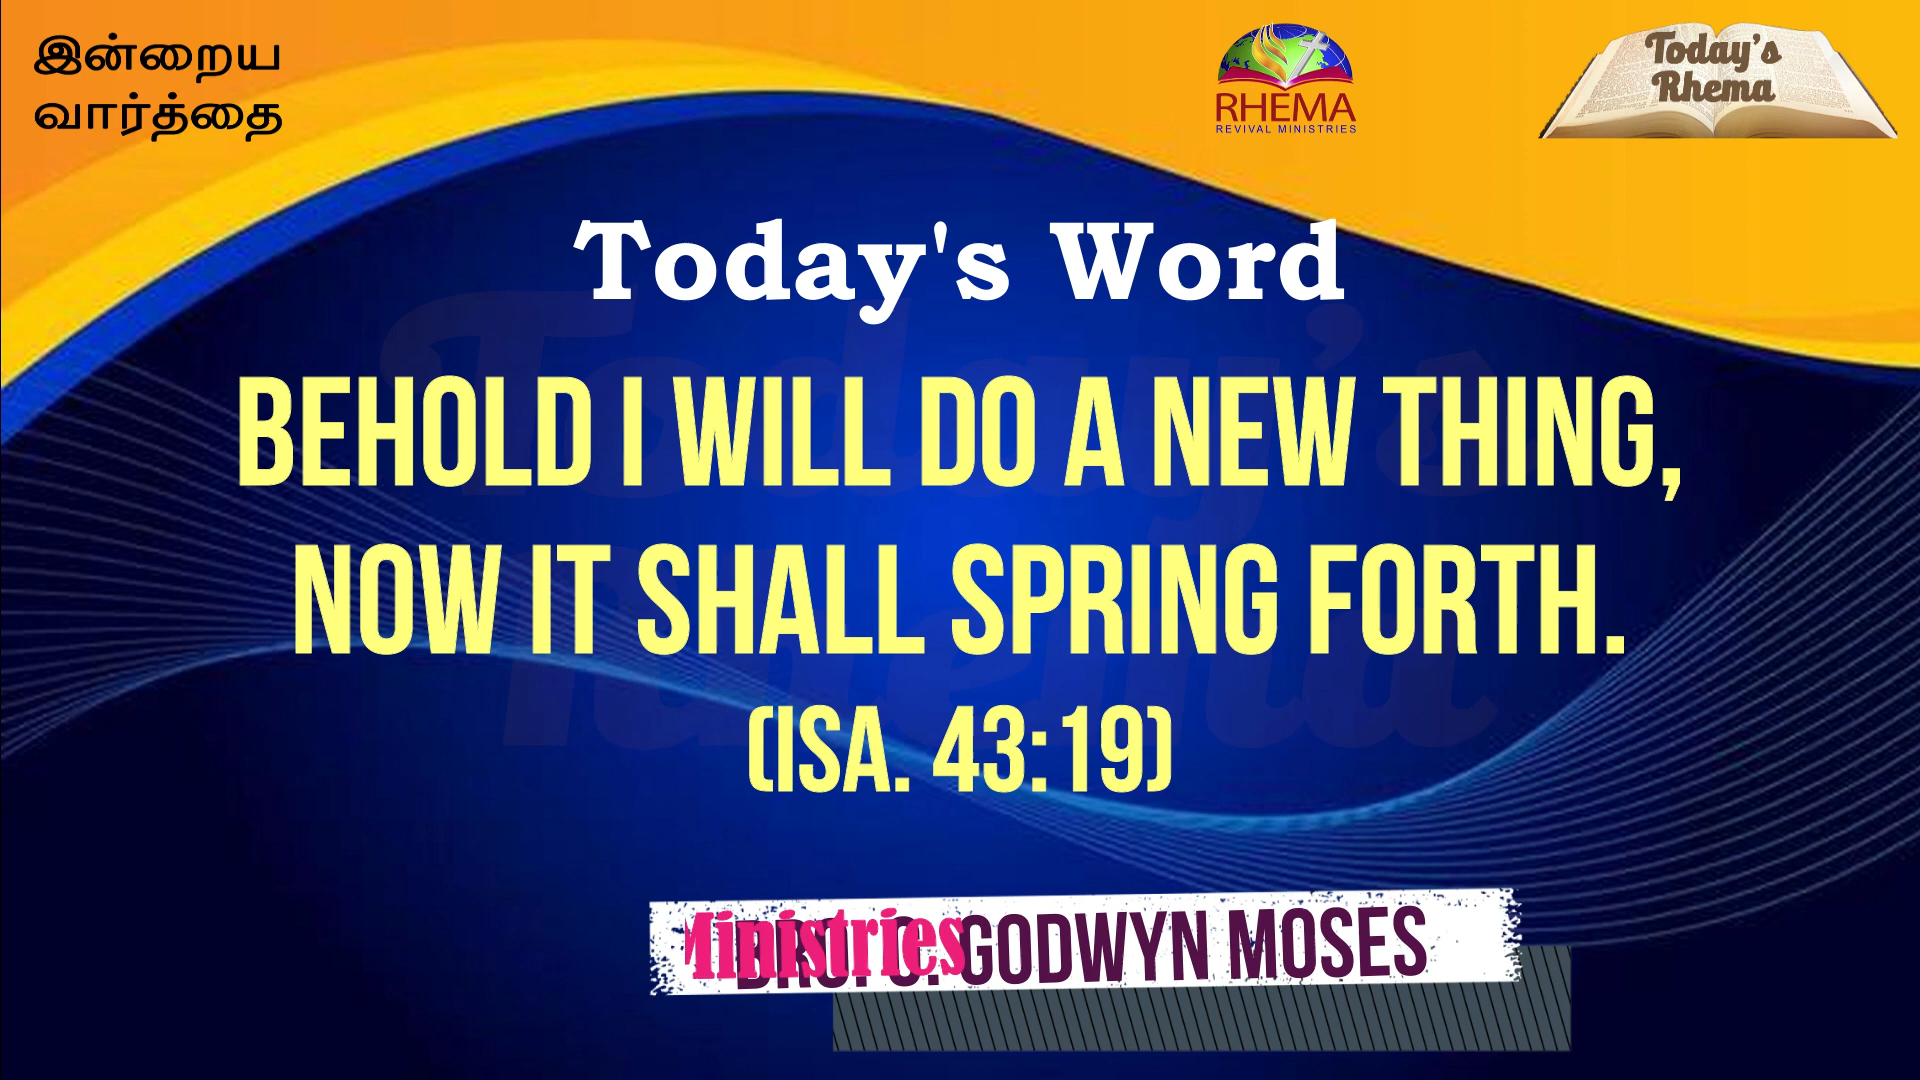 இன்றைய
வார்த்தை
RHEMA
REVIVAL MINISTRIES
Today's
Rhema
Today's Word
BEHOLD I WILL DO A NEW THING,
NOW IT SHALL SPRING FORTH.
(ISA. 43:19)
Ministries
GODWYN MOSES